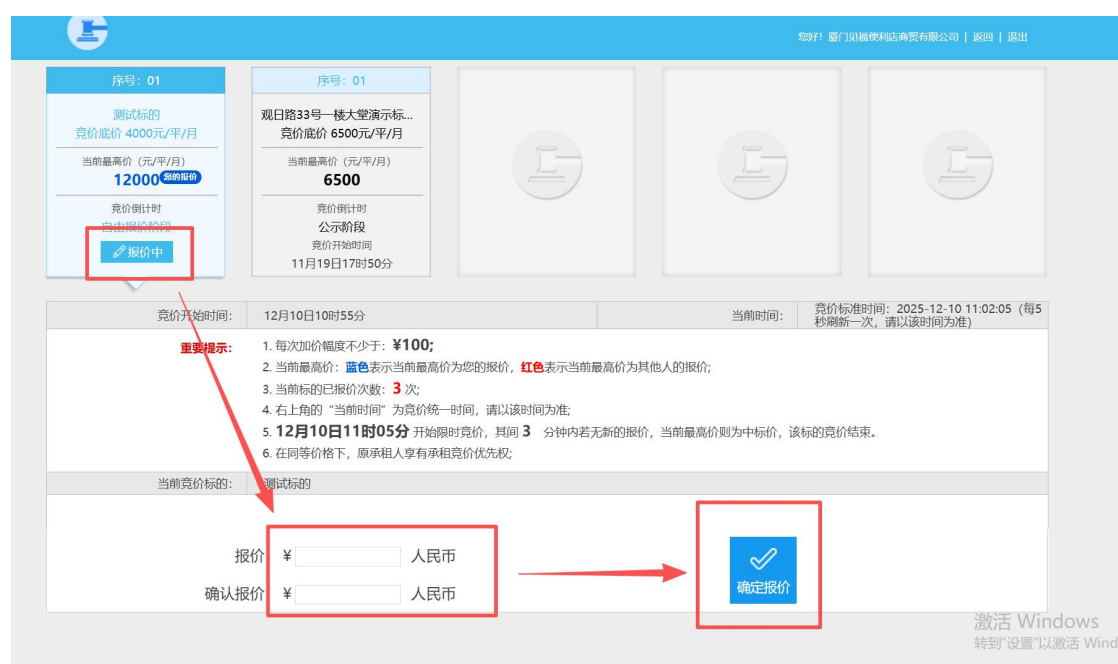 您好！厦门见福便利店商贸有限公司 | 返回 | 退出
序号：01
测试标的
竞价底价 4000元/平/月
当前最高价（元/平/月）
12000 您的报价
竞价倒计时
自由报价阶段
报价中
序号：01
观日路33号一楼大堂演示标...
竞价底价 6500元/平/月
当前最高价（元/平/月）
6500
竞价倒计时
公示阶段
竞价开始时间
11月19日17时50分
竞价开始时间： 12月10日10时55分 当前时间： 竞价标准时间：2025-12-10 11:02:05（每5
秒刷新一次，请以该时间为准）
重要提示： 1. 每次加价幅度不少于：¥100;
2. 当前最高价：蓝色表示当前最高价为您的报价，红色表示当前最高价为其他人的报价;
3. 当前标的已报价次数：3 次;
4. 右上角的“当前时间”为竞价统一时间，请以该时间为准;
5. 12月10日11时05分 开始限时竞价，其间 3 分钟内若无新的报价，当前最高价则为中标价，该标的竞价结束。
6. 在同等价格下，原承租人享有承租竞价优先权;
当前竞价标的： 测试标的
报价 ¥ 人民币
确认报价 ¥ 人民币
确定报价
激活 Windows
转到“设置”以激活 Wind